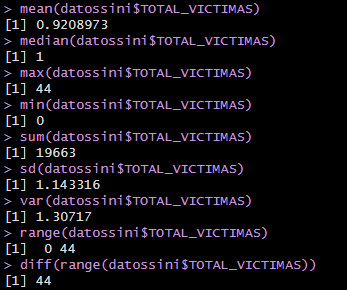 > mean(datossini$TOTAL_VICTIMAS)
[1] 0.9208973
> median(datossini$TOTAL_VICTIMAS)
[1] 1
> max(datossini$TOTAL_VICTIMAS)
[1] 44
> min(datossini$TOTAL_VICTIMAS)
[1] 0
> sum(datossini$TOTAL_VICTIMAS)
[1] 19663
> sd(datossini$TOTAL_VICTIMAS)
[1] 1.143316
> var(datossini$TOTAL_VICTIMAS)
[1] 1.30717
> range(datossini$TOTAL_VICTIMAS)
[1]  0 44
> diff(range(datossini$TOTAL_VICTIMAS))
[1] 44